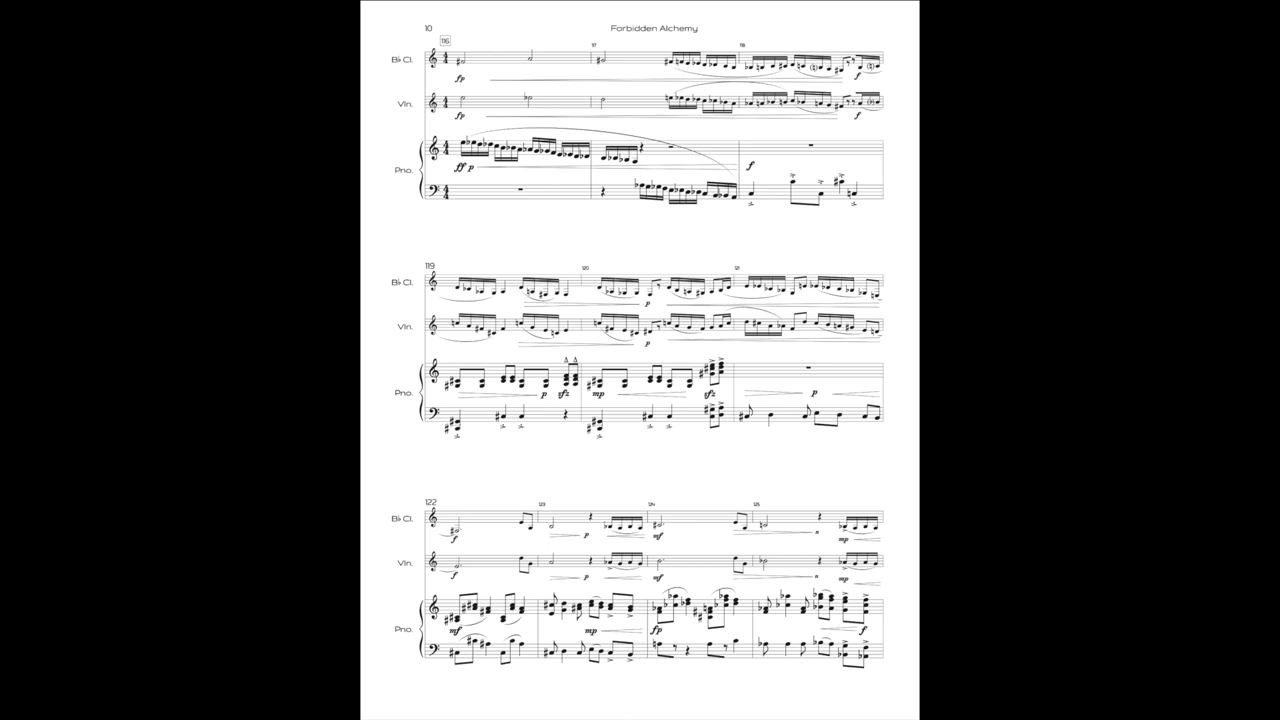 10 Forbidden Alchemy
116 117 118
B♭ Cl. fp f
Vln. fp f
Pno. ff p f
119 120 121
B♭ Cl. p
Vln. p
Pno. p sfz mp sfz p
122 123 124 125
B♭ Cl. f p mf n mp
Vln. f p mf n mp
Pno. mf mp fp f